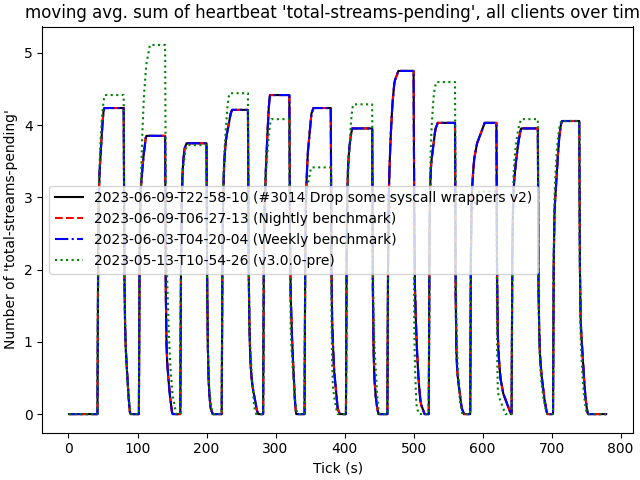 moving avg. sum of heartbeat 'total-streams-pending', all clients over tim
Number of 'total-streams-pending'
5
4
3
2
1
0
2023-06-09-T22-58-10 (#3014 Drop some syscall wrappers v2)
2023-06-09-T06-27-13 (Nightly benchmark)
2023-06-03-T04-20-04 (Weekly benchmark)
2023-05-13-T10-54-26 (v3.0.0-pre)
0 100 200 300 400 500 600 700 800
Tick (s)